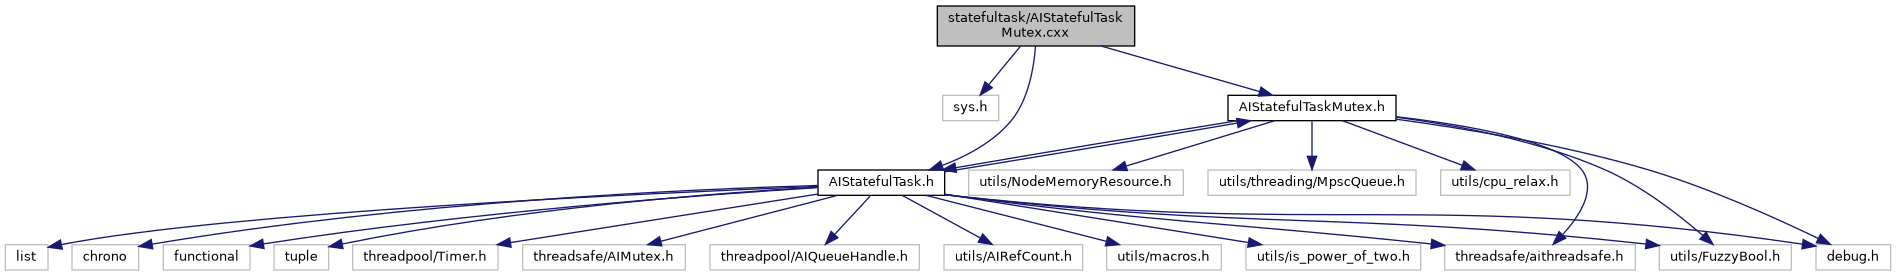 statefultask/AIStatefulTask
Mutex.cxx
sys.h
AIStatefulTaskMutex.h
AIStatefulTask.h
utils/NodeMemoryResource.h
utils/threading/MpscQueue.h
utils/cpu_relax.h
list
chrono
functional
tuple
threadpool/Timer.h
threadsafe/AIMutex.h
threadpool/AIQueueHandle.h
utils/AIRefCount.h
utils/macros.h
utils/is_power_of_two.h
threadsafe/aithreadsafe.h
utils/FuzzyBool.h
debug.h